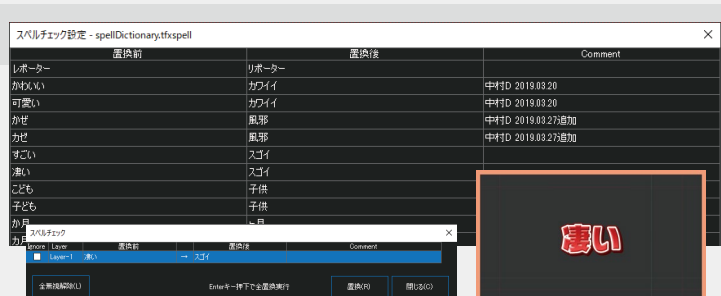 スペルチェック設定 - spellDictionary.tfxspell
置換前 置換後 Comment
レポーター リポーター
かわいい カワイイ 中村D 2019.03.20
可愛い カワイイ 中村D 2019.03.20
かぜ 風邪 中村D 2019.03.27追加
カゼ 風邪 中村D 2019.03.27追加
すごい スゴイ
凄い スゴイ
こども 子供
子ども 子供
か月
スペルチェック
Ignore Layer 置換前 置換後 Comment
Layer-1 凄い → スゴイ
全無視解除(L) Enterキー押下で全置換実行 置換(R) 閉じる(C)
凄い